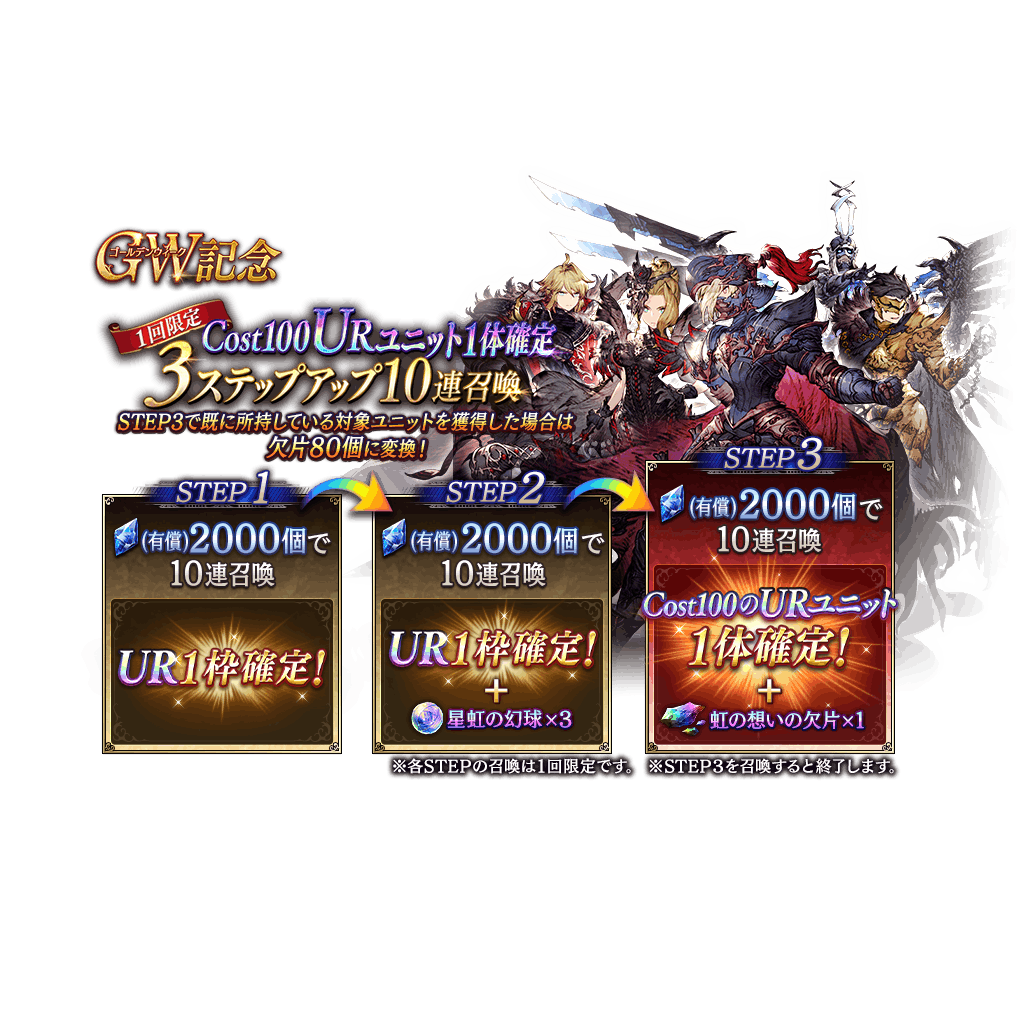 ゴールデンウィーク
GW記念
1回限定
Cost100URユニット1体確定
3ステップアップ10連召喚
STEP3で既に所持している対象ユニットを獲得した場合は
欠片80個に変換!
STEP1
(有償)2000個で
10連召喚
UR1枠確定!
STEP2
(有償)2000個で
10連召喚
UR1枠確定!
+
星虹の幻球×3
STEP3
(有償)2000個で
10連召喚
Cost100のURユニット
1体確定!
+
虹の想いの欠片×1
※各STEPの召喚は1回限定です。
※STEP3を召喚すると終了します。